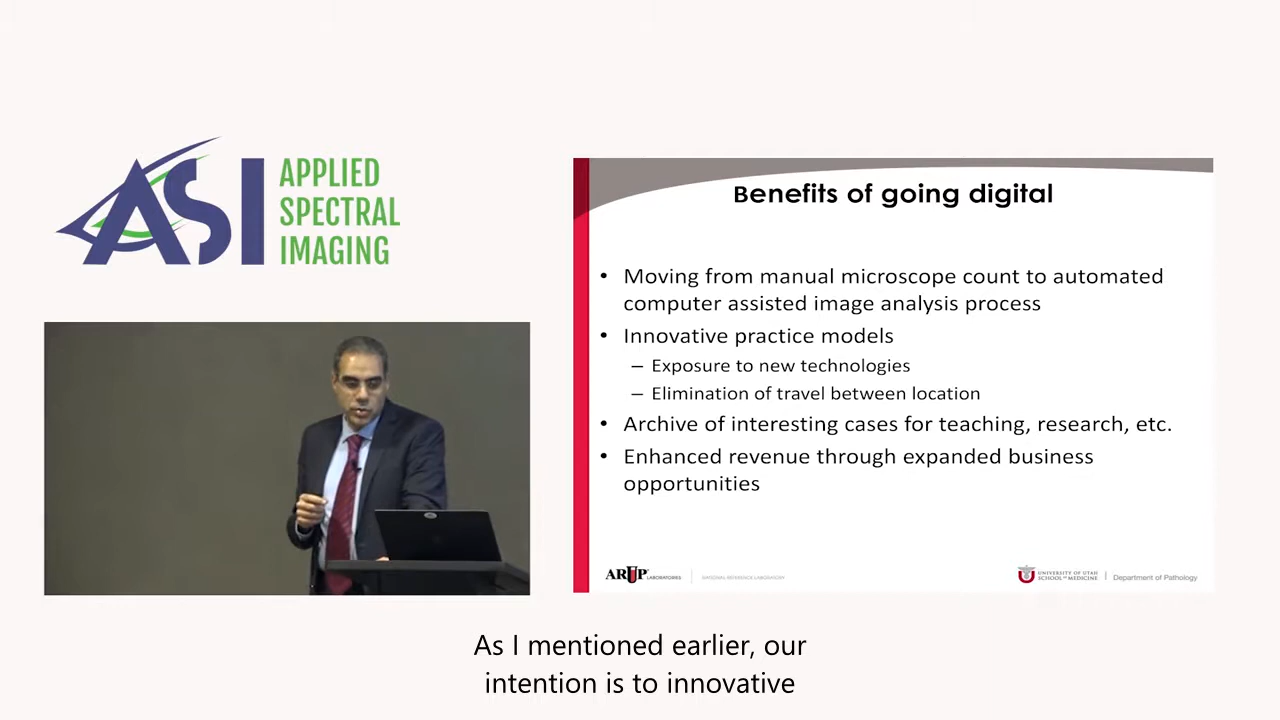 ASI
APPLIED
SPECTRAL
IMAGING
Benefits of going digital
• Moving from manual microscope count to automated
computer assisted image analysis process
• Innovative practice models
– Exposure to new technologies
– Elimination of travel between location
• Archive of interesting cases for teaching, research, etc.
• Enhanced revenue through expanded business
opportunities
ARUP LABORATORIES | NATIONAL REFERENCE LABORATORY
UNIVERSITY OF UTAH
SCHOOL OF MEDICINE | Department of Pathology
As I mentioned earlier, our
intention is to innovative